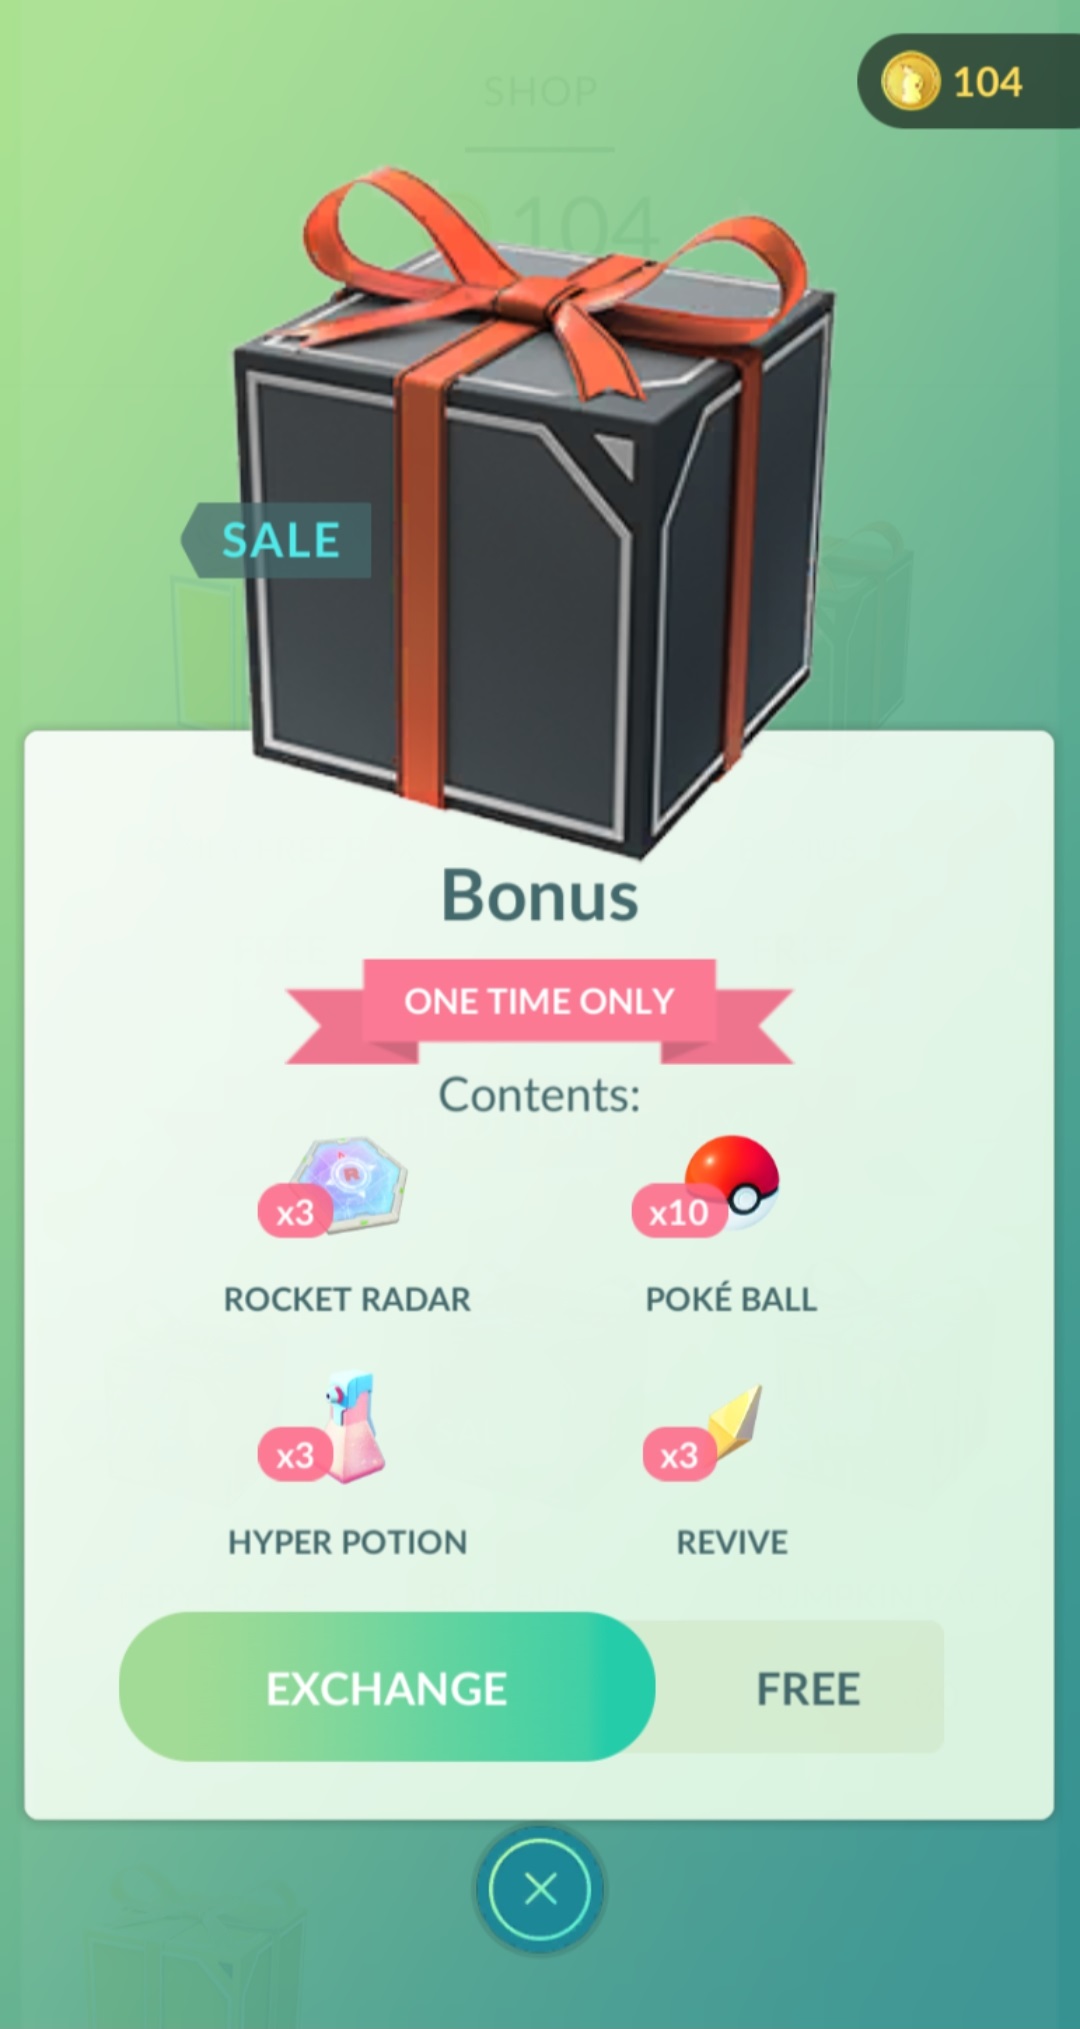 104
SHOP
104
SALE
Bonus
ONE TIME ONLY
Contents:
x3
x10
ROCKET RADAR
POKÉ BALL
x3
x3
HYPER POTION
REVIVE
EXCHANGE
FREE